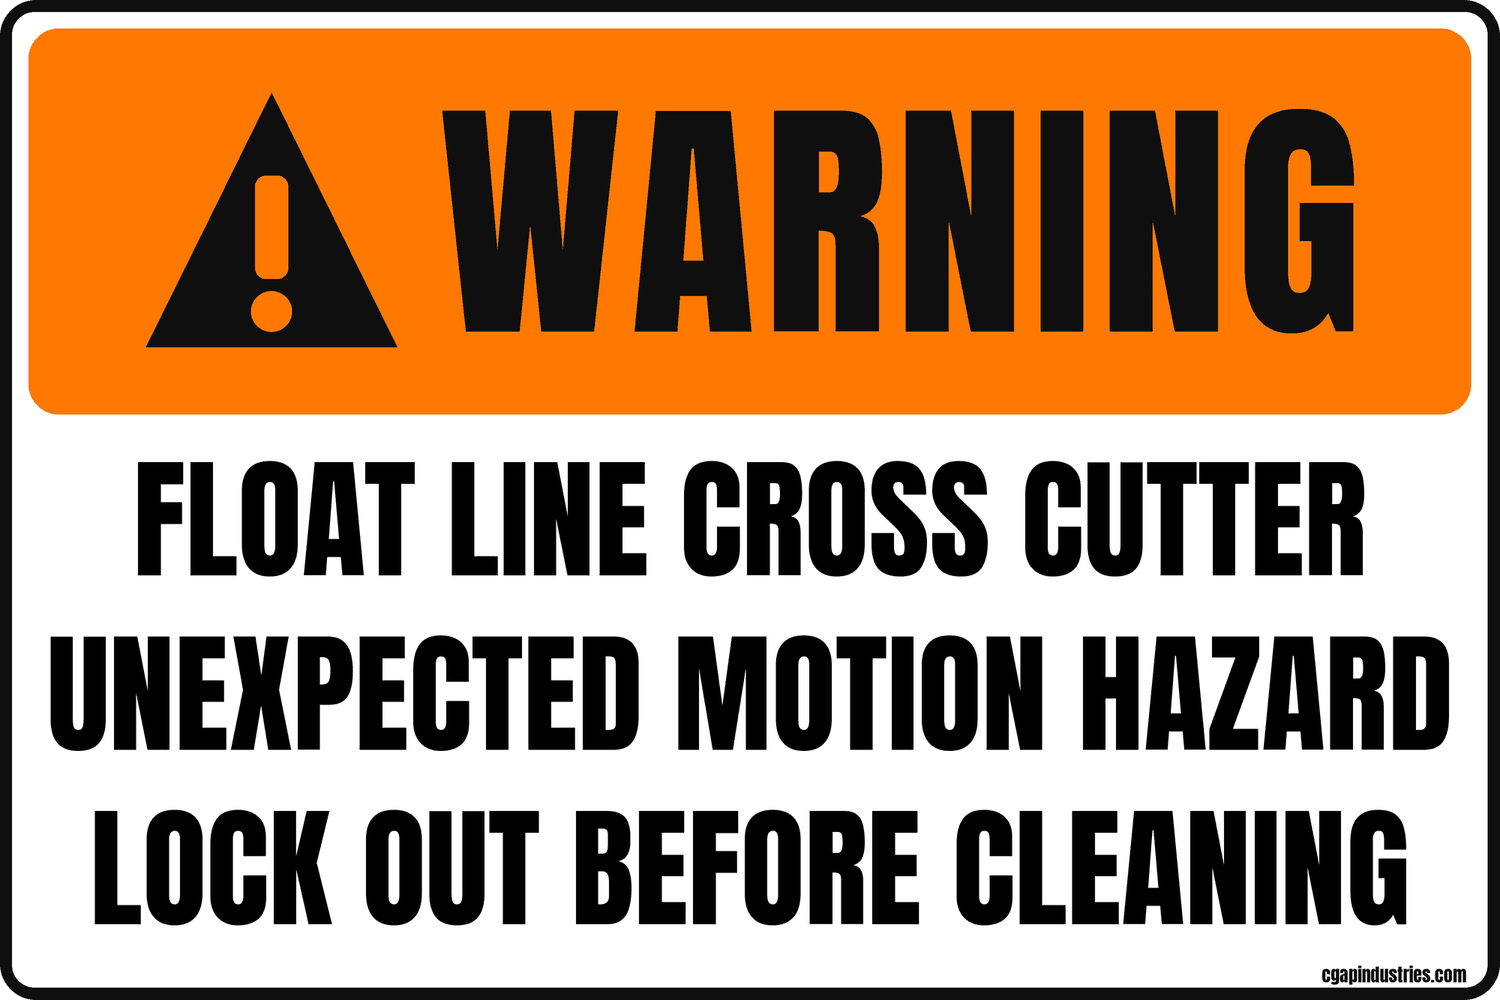 WARNING
FLOAT LINE CROSS CUTTER
UNEXPECTED MOTION HAZARD
LOCK OUT BEFORE CLEANING
cgapindustries.com